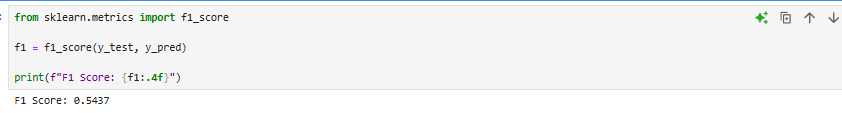 from sklearn.metrics import f1_score
f1 = f1_score(y_test, y_pred)
print(f"F1 Score: {f1:.4f}")
F1 Score: 0.5437